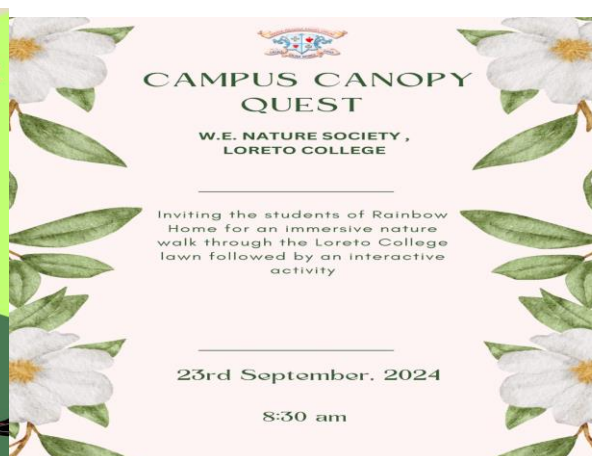 CAMPUS CANOPY
QUEST
W.E. NATURE SOCIETY ,
LORETO COLLEGE
Inviting the students of Rainbow
Home for an immersive nature
walk through the Loreto College
lawn followed by an interactive
activity
23rd September. 2024
8:30 am